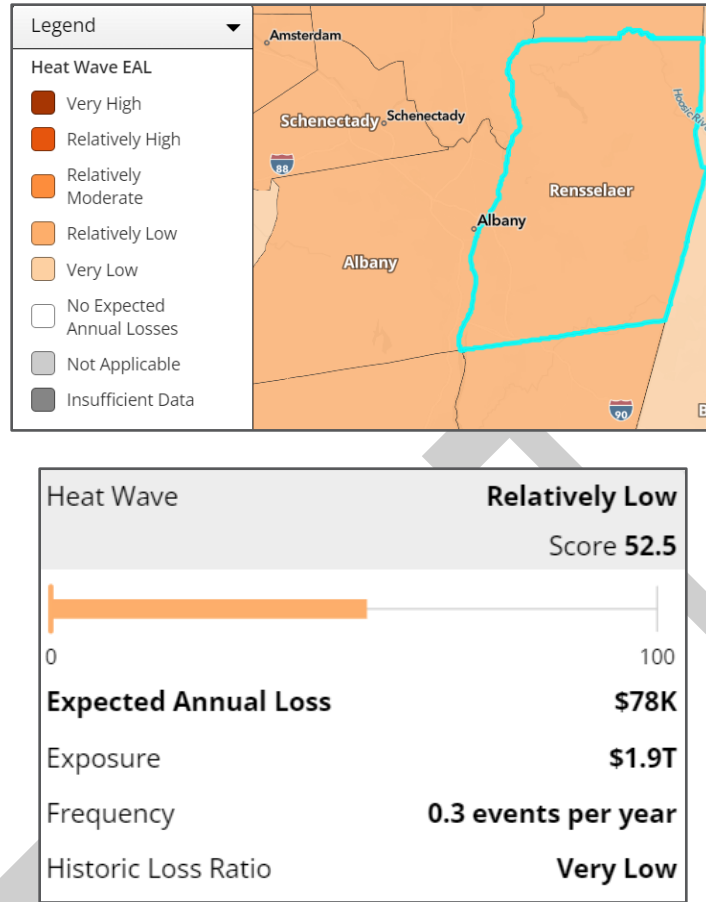 Legend
Heat Wave EAL
Very High
Relatively High
Relatively
Moderate
Relatively Low
Very Low
No Expected
Annual Losses
Not Applicable
Insufficient Data
Amsterdam
Schenectady
Schenectady
88
Hoosic Rive
Rensselaer
Albany
Albany
90
B
Heat Wave Relatively Low
Score 52.5
0 100
Expected Annual Loss $78K
Exposure $1.9T
Frequency 0.3 events per year
Historic Loss Ratio Very Low